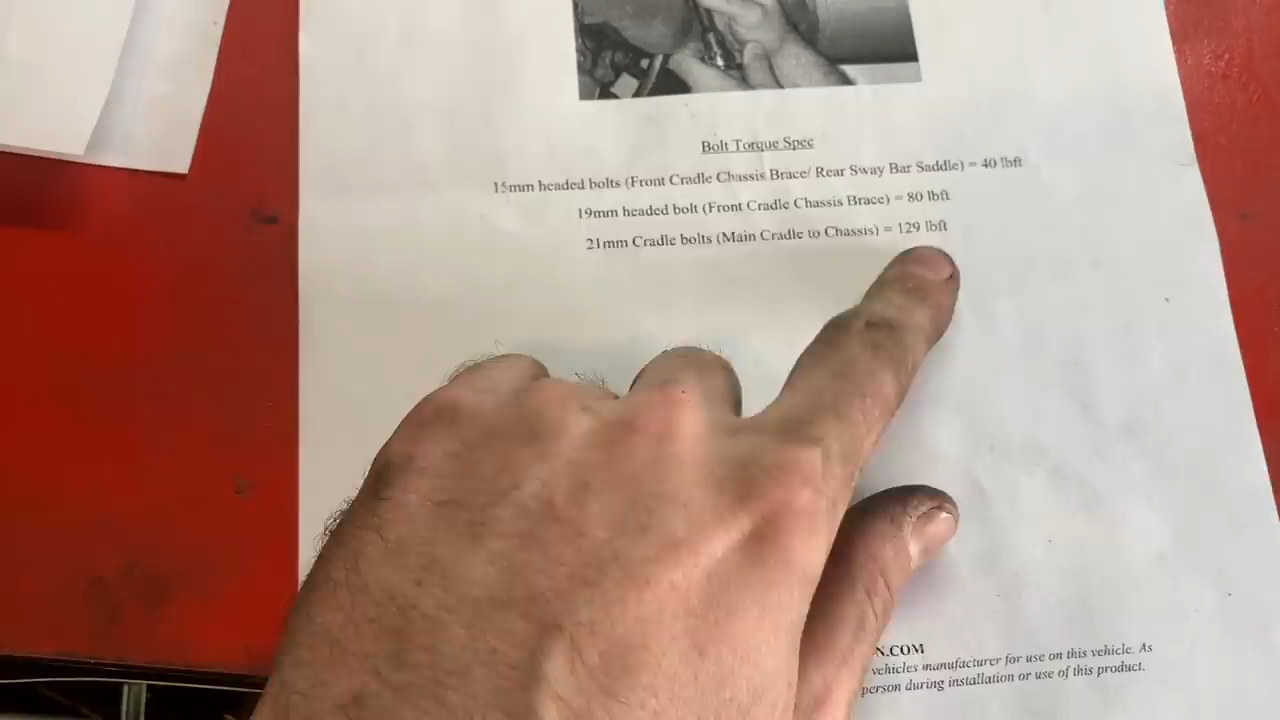 Bolt Torque Spec
15mm headed bolts (Front Cradle Chassis Brace/ Rear Sway Bar Saddle) = 40 lbft
19mm headed bolt (Front Cradle Chassis Brace) = 80 lbft
21mm Cradle bolts (Main Cradle to Chassis) = 129 lbft
N.COM
vehicles manufacturer for use on this vehicle. As
person during installation or use of this product.